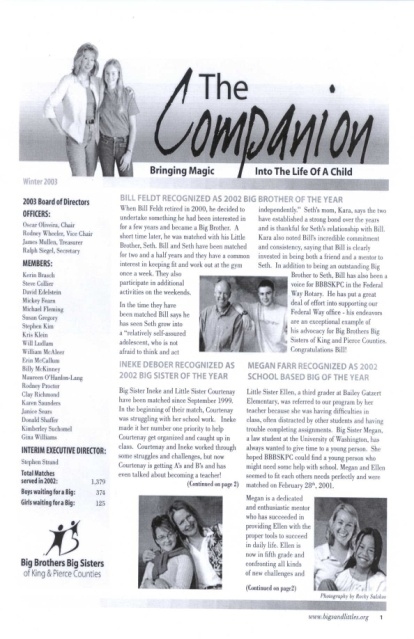 The
Companion
Bringing Magic Into The Life Of A Child
Winter 2003
2003 Board of Directors
OFFICERS:
Oscar Oliveira, Chair
Rodney Wheeler, Vice Chair
James Mullen, Treasurer
Ralph Siegel, Secretary
MEMBERS:
Kevin Brasch
Steve Collier
David Edelstein
Mickey Fearn
Michael Fleming
Susan Gregory
Stephen Kim
Kris Klein
Will Ludlam
William McAleer
Erin McCallum
Billy McKinney
Maureen O'Hanlon-Lang
Rodney Proctor
Clay Richmond
Karen Saunders
Janice Sears
Donald Shaffer
Kimberley Suchomel
Gina Williams
INTERIM EXECUTIVE DIRECTOR:
Stephen Strand
Total Matches
served in 2002: 1,379
Boys waiting for a Big: 374
Girls waiting for a Big: 125
Big Brothers Big Sisters
of King & Pierce Counties
BILL FELDT RECOGNIZED AS 2002 BIG BROTHER OF THE YEAR
When Bill Feldt retired in 2000, he decided to
undertake something he had been interested in
for a few years and became a Big Brother. A
short time later, he was matched with his Little
Brother, Seth. Bill and Seth have been matched
for two and a half years and they have a common
interest in keeping fit and work out at the gym
once a week. They also
participate in additional
activities on the weekends.
In the time they have
been matched Bill says he
has seen Seth grow into
a "relatively self-assured
adolescent, who is not
afraid to think and act
independently." Seth's mom, Kara, says the two
have established a strong bond over the years
and is thankful for Seth's relationship with Bill.
Kara also noted Bill's incredible commitment
and consistency, saying that Bill is clearly
invested in being both a friend and a mentor to
Seth. In addition to being an outstanding Big
Brother to Seth, Bill has also been a
voice for BBBSKPC in the Federal
Way Rotary. He has put a great
deal of effort into supporting our
Federal Way office - his endeavors
are an exceptional example of
his advocacy for Big Brothers Big
Sisters of King and Pierce Counties.
Congratulations Bill!
INEKE DEBOER RECOGNIZED AS
2002 BIG SISTER OF THE YEAR
Big Sister Ineke and Little Sister Courtenay
have been matched since September 1999.
In the beginning of their match, Courtenay
was struggling with her school work. Ineke
made it her number one priority to help
Courtenay get organized and caught up in
class. Courtenay and Ineke worked through
some struggles and challenges, but now
Courtenay is getting A's and B's and has
even talked about becoming a teacher!
(Continued on page 2)
MEGAN FARR RECOGNIZED AS 2002
SCHOOL BASED BIG OF THE YEAR
Little Sister Ellen, a third grader at Bailey Gatzert
Elementary, was referred to our program by her
teacher because she was having difficulties in
class, often distracted by other students and having
trouble completing assignments. Big Sister Megan,
a law student at the University of Washington, has
always wanted to give time to a young person. She
hoped BBBSKPC could find a young person who
might need some help with school. Megan and Ellen
seemed to fit each others needs perfectly and were
matched on February 28th, 2001.
Megan is a dedicated
and enthusiastic mentor
who has succeeded in
providing Ellen with the
proper tools to succeed
in daily life. Ellen is
now in fifth grade and
confronting all kinds
of new challenges and
(Continued on page2)
Photography by Rocky Salskov
www.bigsandlittles.org 1